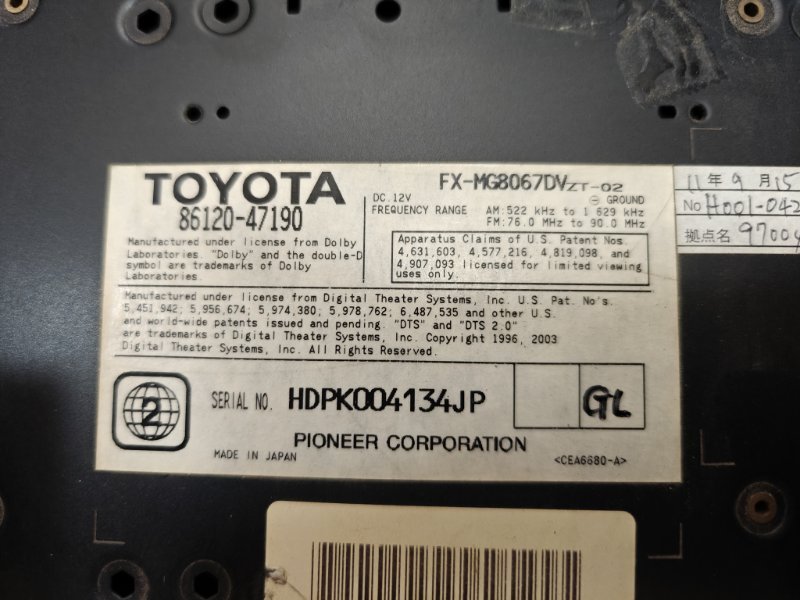 TOYOTA
86120-47190
Manufactured under license from Dolby
Laboratories. "Dolby" and the double-D
symbol are trademarks of Dolby
Laboratories.
FX-MG8067DVZT-02
DC.12V
⊖ GROUND
FREQUENCY RANGE AM:522 kHz to 1 629 kHz
FM:76.0 MHz to 90.0 MHz
Apparatus Claims of U.S. Patent Nos.
4,631,603, 4,577,216, 4,819,098, and
4,907,093 licensed for limited viewing
uses only.
Manufactured under license from Digital Theater Systems, Inc. U.S. Pat. No's.
5,451,942; 5,956,674; 5,974,380; 5,978,762; 6,487,535 and other U.S.
and world-wide patents issued and pending. "DTS" and "DTS 2.0"
are trademarks of Digital Theater Systems, Inc. Copyright 1996, 2003
Digital Theater Systems, Inc. All Rights Reserved.
2
SERIAL NO. HDPK004134JP
GL
PIONEER CORPORATION
MADE IN JAPAN
<CEA6680-A>
11年9月15
No H001-042
拠点名 97004